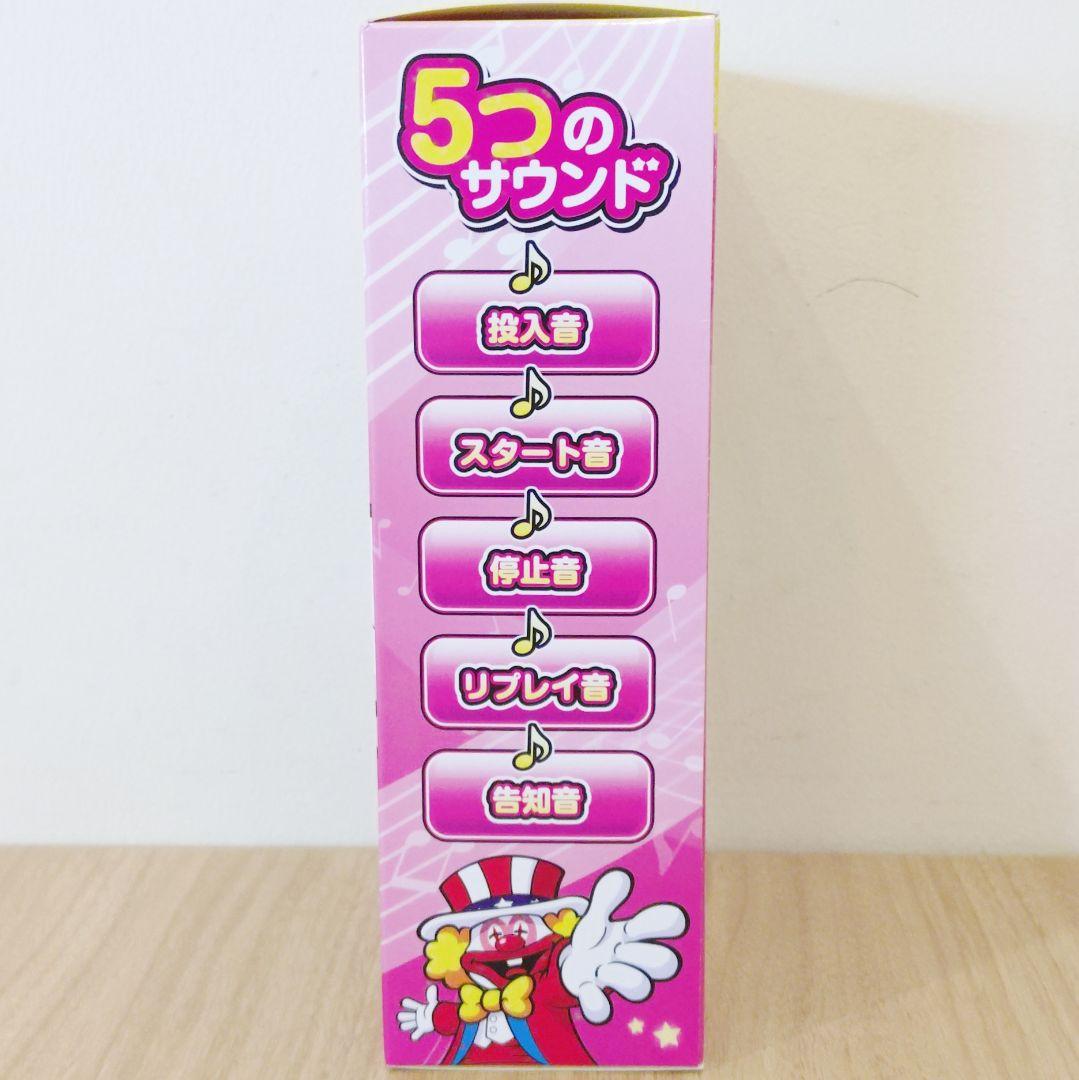 5つの
サウンド
投入音
スタート音
停止音
リプレイ音
告知音